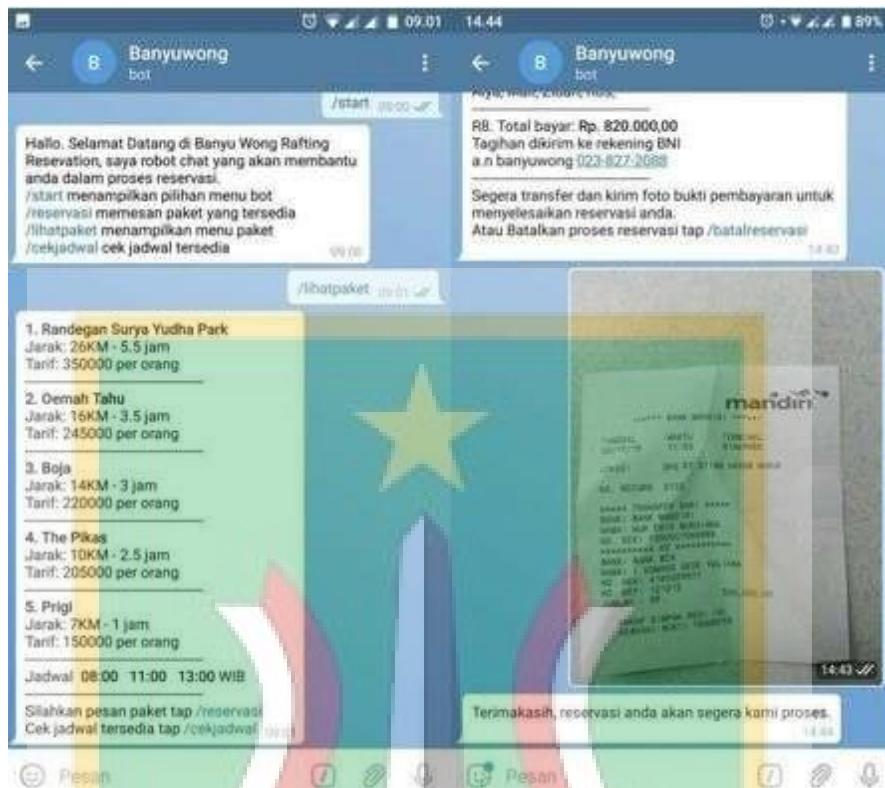 09.01
Banyuwong
bot
/start 09:00
Hallo. Selamat Datang di Banyu Wong Rafting
Resevation, saya robot chat yang akan membantu
anda dalam proses reservasi.
/start menampilkan pilihan menu bot
/reservasi memesan paket yang tersedia
/lihatpaket menampilkan menu paket
/cekjadwal cek jadwal tersedia
09:00
/lihatpaket 09:01
1. Randegan Surya Yudha Park
Jarak: 26KM - 5.5 jam
Tarif: 350000 per orang
2. Oemah Tahu
Jarak: 16KM - 3.5 jam
Tarif: 245000 per orang
3. Boja
Jarak: 14KM - 3 jam
Tarif: 220000 per orang
4. The Pikas
Jarak: 10KM - 2.5 jam
Tarif: 205000 per orang
5. Prigi
Jarak: 7KM - 1 jam
Tarif: 150000 per orang
Jadwal 08:00 11:00 13:00 WIB
Silahkan pesan paket tap /reservasi
Cek jadwal tersedia tap /cekjadwal 09:01
Pesan
14.44
89%
Banyuwong
bot
R8. Total bayar: Rp. 820.000,00
Tagihan dikirim ke rekening BNI
a.n banyuwong 023-827-2088
Segera transfer dan kirim foto bukti pembayaran untuk
menyelesaikan reservasi anda.
Atau Batalkan proses reservasi tap /batalreservasi
mandiri
14:43
Terimakasih, reservasi anda akan segera kami proses.
14:44
Pesan